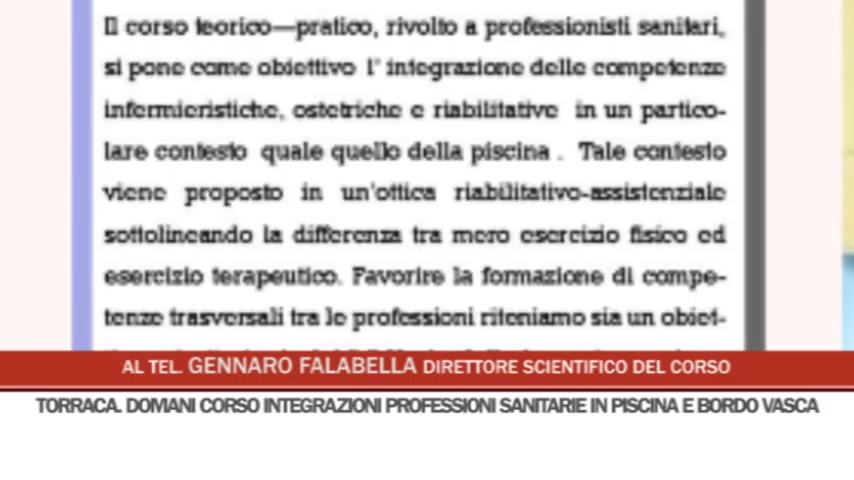 Il corso teorico—pratico, rivolto a professionisti sanitari,
si pone come obiettivo l' integrazione delle competenze
infermieristiche, ostetriche e riabilitative in un partico-
lare contesto quale quello della piscina . Tale contesto
viene proposto in un'ottica riabilitativo-assistenziale
sottolineando la differenza tra mero esercizio fisico ed
esercizio terapeutico. Favorire la formazione di compe-
tenze trasversali tra le professioni riteniamo sia un obiet-
AL TEL. GENNARO FALABELLA DIRETTORE SCIENTIFICO DEL CORSO
TORRACA. DOMANI CORSO INTEGRAZIONI PROFESSIONI SANITARIE IN PISCINA E BORDO VASCA